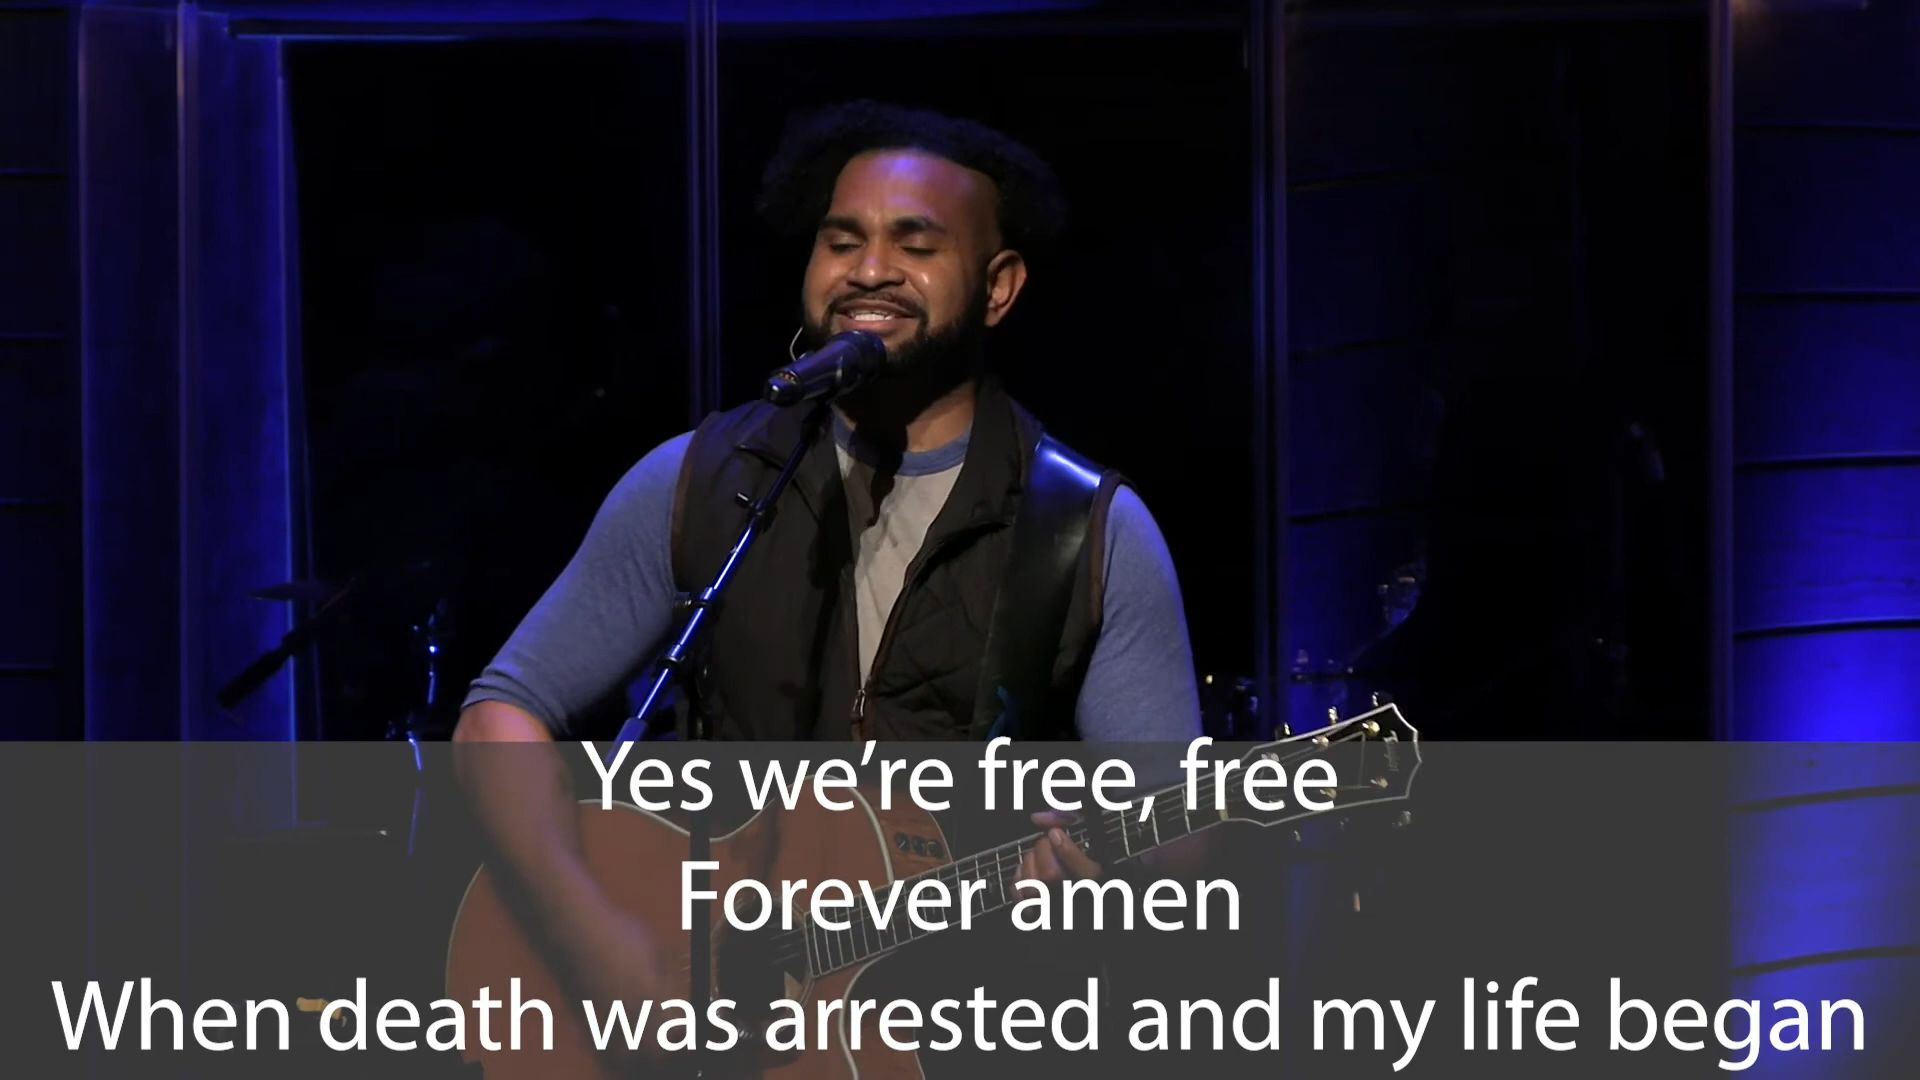 Yes we’re free, free
Forever amen
When death was arrested and my life began